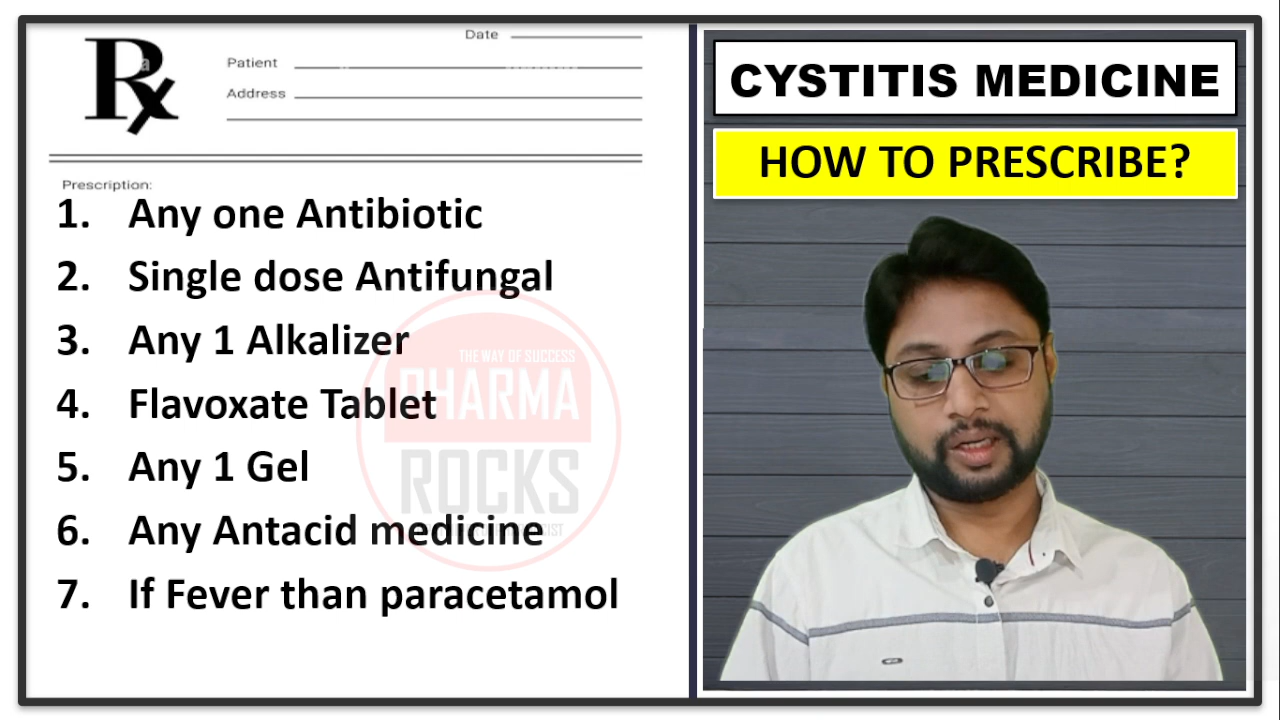 Rx
Date
Patient
Address
Prescription:
1. Any one Antibiotic
2. Single dose Antifungal
3. Any 1 Alkalizer
4. Flavoxate Tablet
5. Any 1 Gel
6. Any Antacid medicine
7. If Fever than paracetamol
THE WAY OF SUCCESS
PHARMA
ROCKS
CYSTITIS MEDICINE
HOW TO PRESCRIBE?